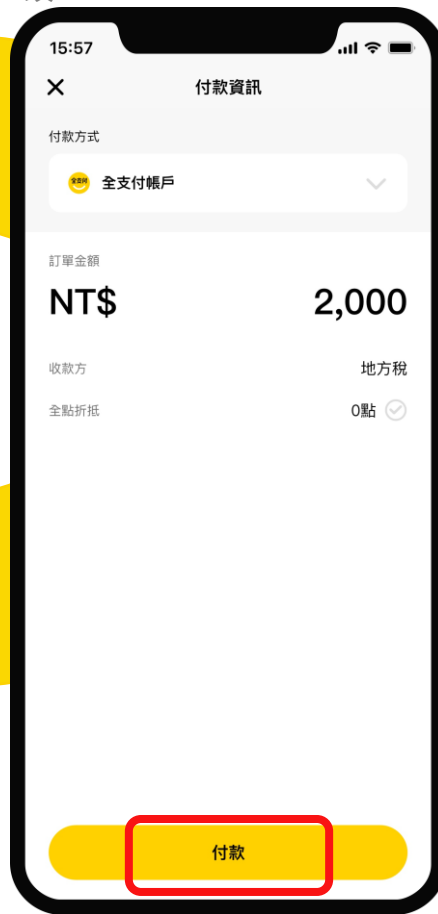 15:57
付款資訊
付款方式
全支付 全支付帳戶
訂單金額
NT$ 2,000
收款方 地方稅
全點折抵 0點
付款